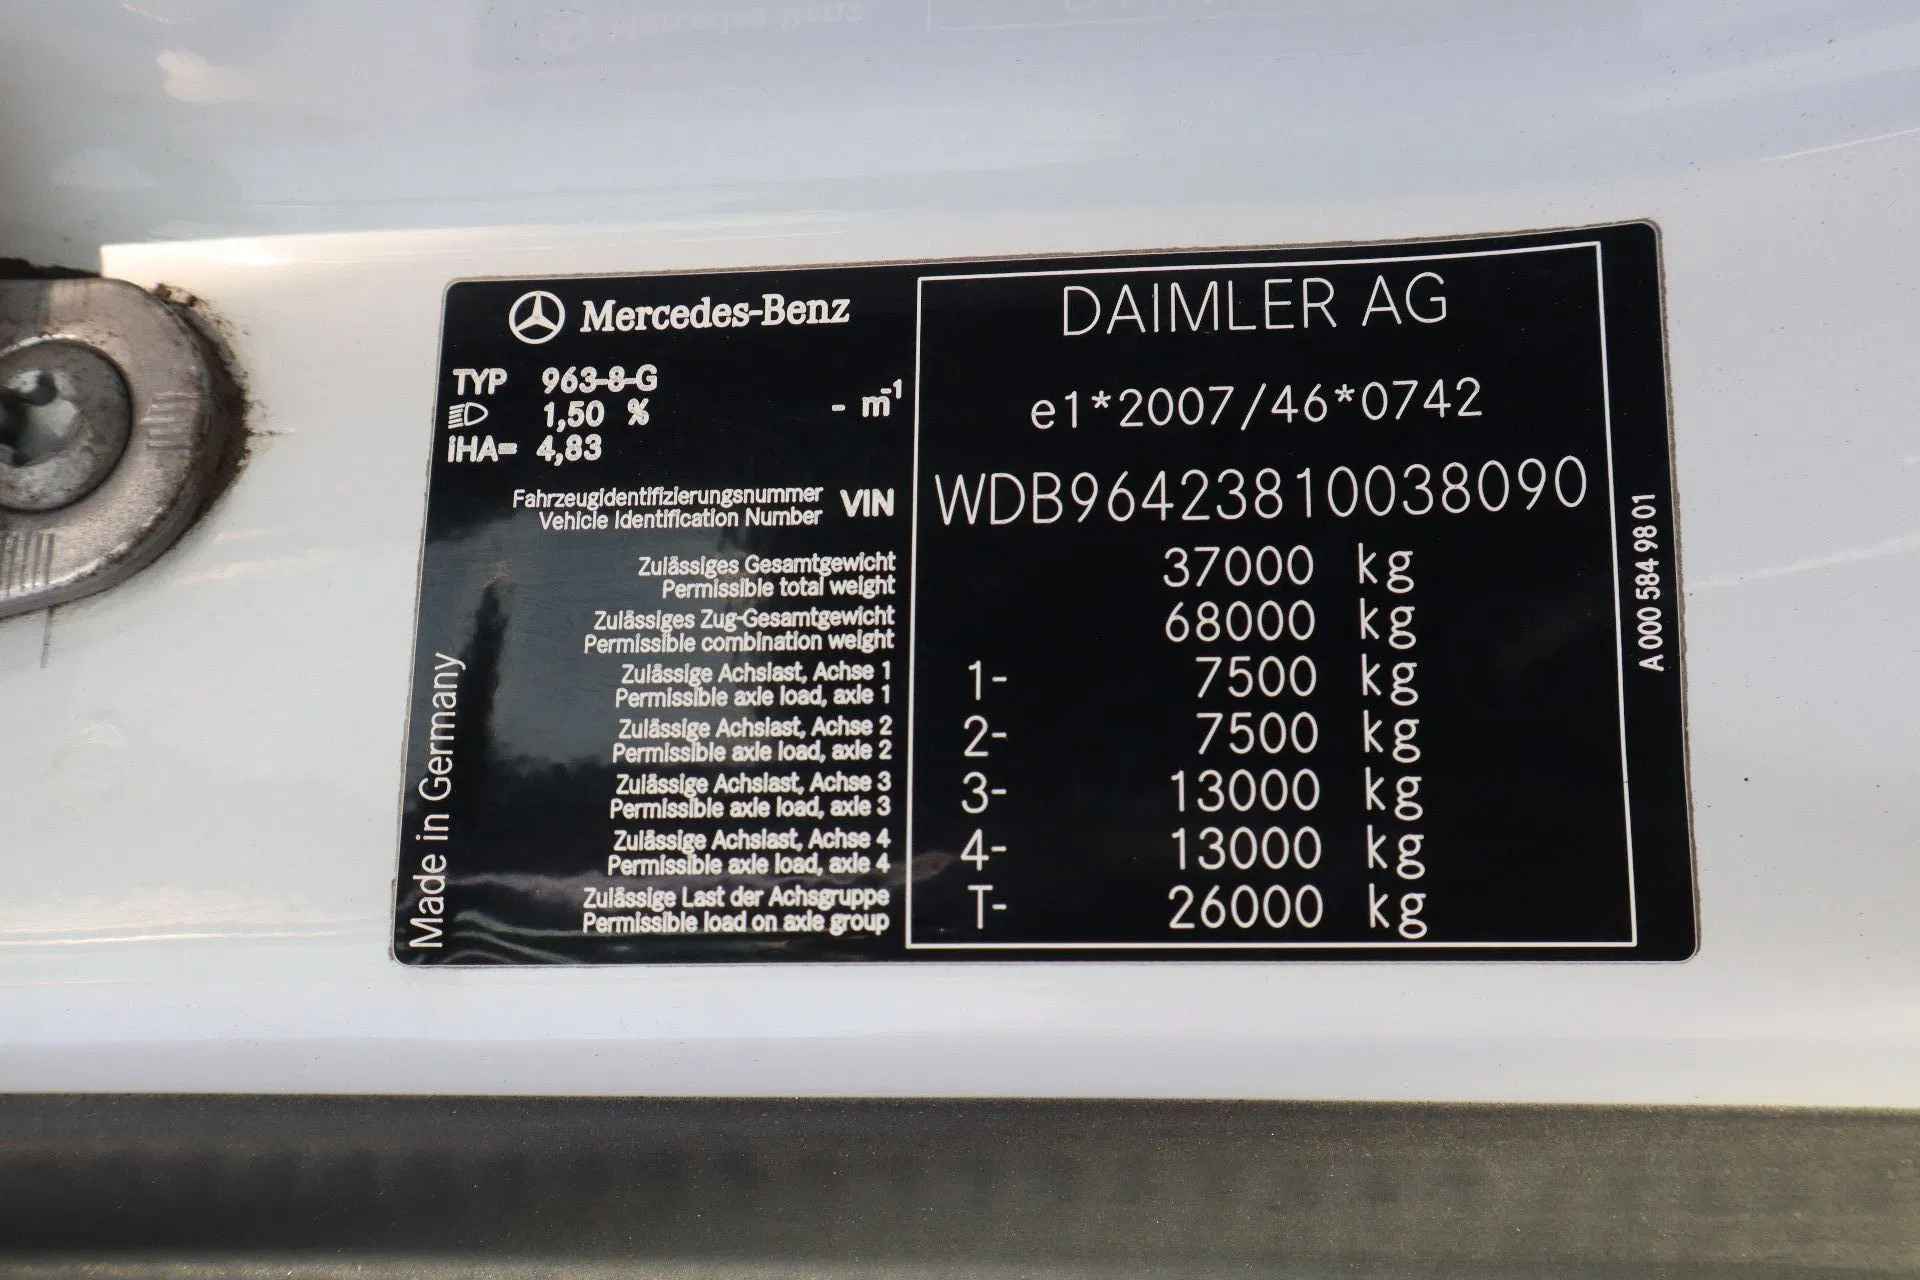 Mercedes-Benz
TYP 963-8-G
1,50 % - m-1
iHA= 4,83
Fahrzeugidentifizierungsnummer
Vehicle Identification Number
VIN
Zulässiges Gesamtgewicht
Permissible total weight
Zulässiges Zug-Gesamtgewicht
Permissible combination weight
Zulässige Achslast, Achse 1
Permissible axle load, axle 1
Zulässige Achslast, Achse 2
Permissible axle load, axle 2
Zulässige Achslast, Achse 3
Permissible axle load, axle 3
Zulässige Achslast, Achse 4
Permissible axle load, axle 4
Zulässige Last der Achsgruppe
Permissible load on axle group
Made in Germany
DAIMLER AG
e1*2007/46*0742
WDB96423810038090
37000 kg
68000 kg
1- 7500 kg
2- 7500 kg
3- 13000 kg
4- 13000 kg
T- 26000 kg
A 000 584 98 01